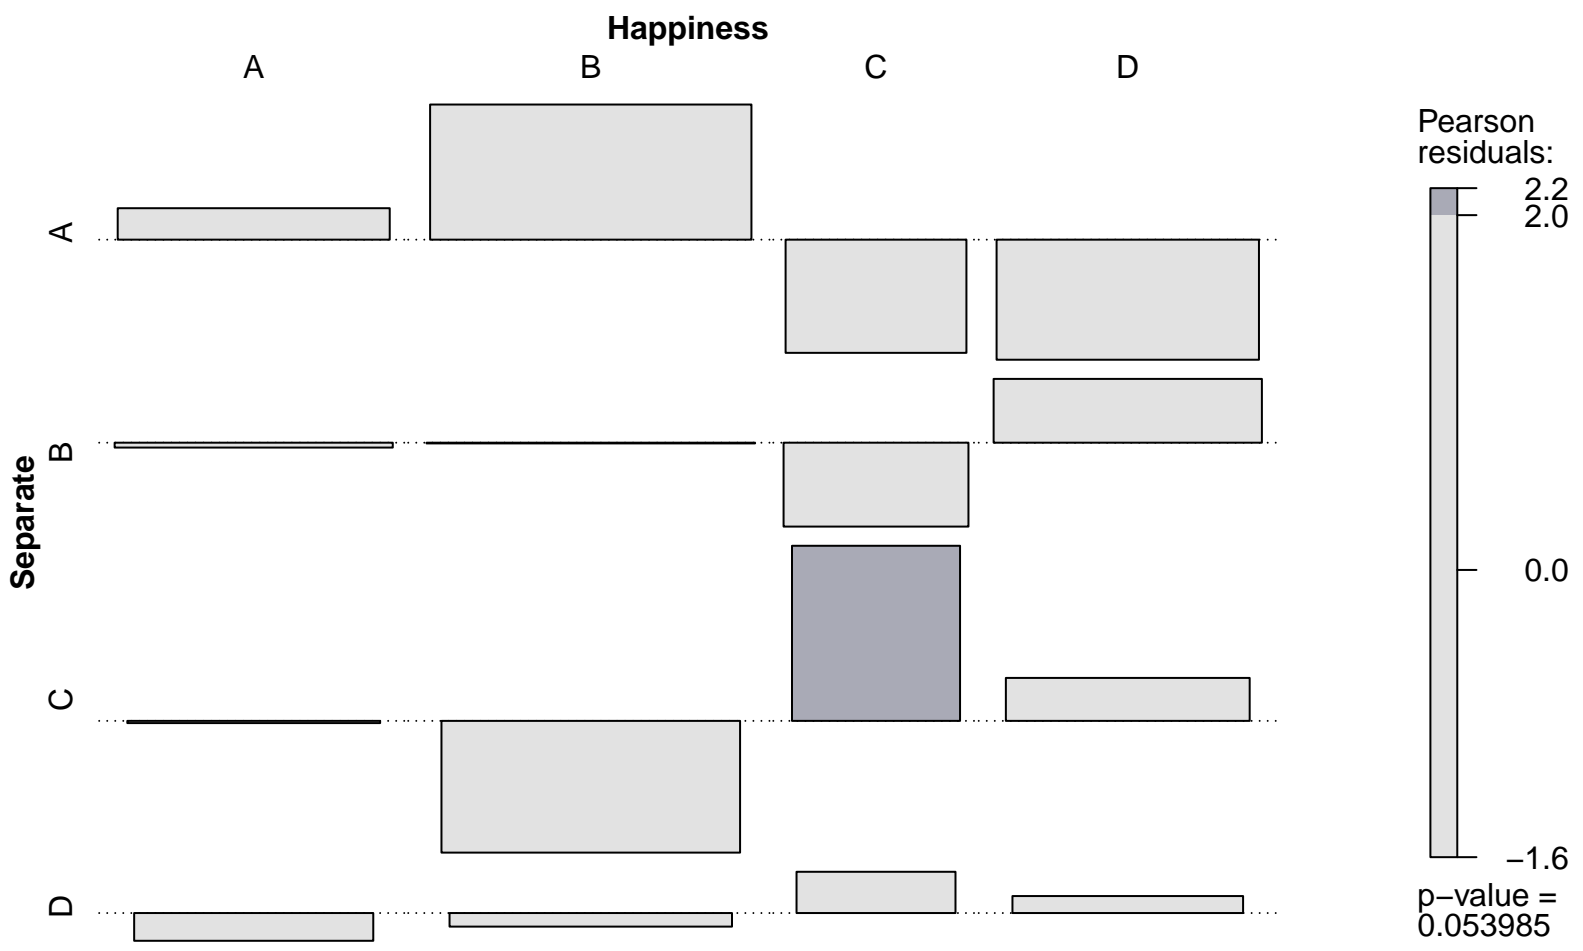 Happiness
A B C D
Separate
A
B
C
D
Pearson
residuals:
2.2
2.0
0.0
−1.6
p−value =
0.053985